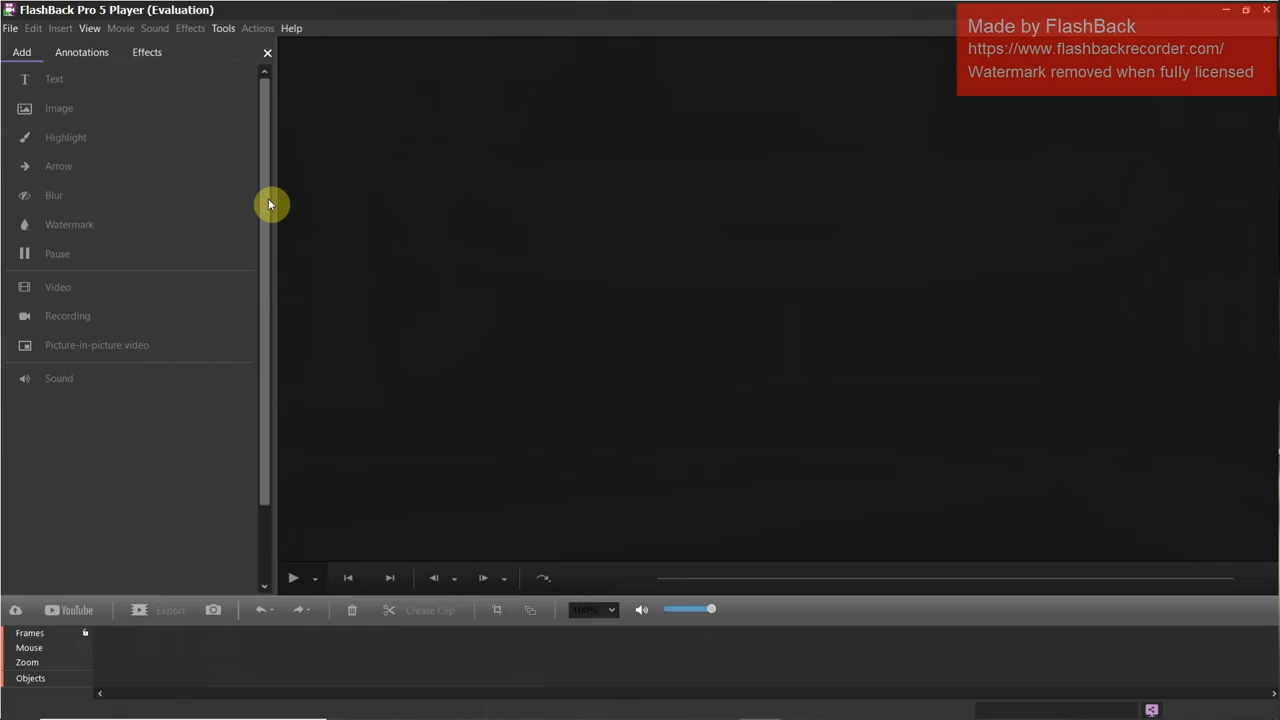 FlashBack Pro 5 Player (Evaluation)
File Edit Insert View Movie Sound Effects Tools Actions Help
Made by FlashBack
https://www.flashbackrecorder.com/
Watermark removed when fully licensed
Add Annotations Effects
Text
Image
Highlight
Arrow
Blur
Watermark
Pause
Video
Recording
Picture-in-picture video
Sound
YouTube Export Create Clip 100%
Frames
Mouse
Zoom
Objects